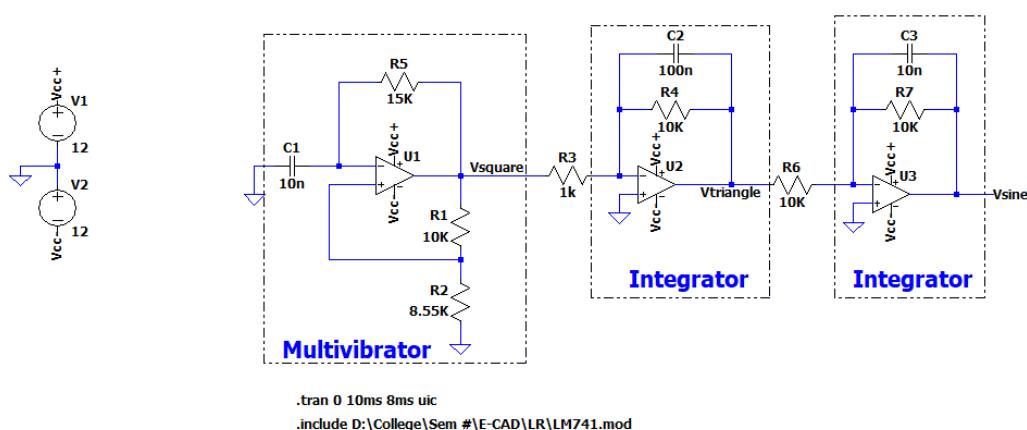 Vcc+
V1
12
V2
12
Vcc-
R5
15K
C1
10n
Vcc+
U1
Vcc-
Vsquare
R1
10K
R2
8.55K
Multivibrator
R3
1k
C2
100n
R4
10K
Vcc+
U2
Vcc-
Vtriangle
Integrator
R6
10K
C3
10n
R7
10K
Vcc+
U3
Vcc-
Vsine
Integrator
.tran 0 10ms 8ms uic
.include D:\College\Sem #\E-CAD\LR\LM741.mod